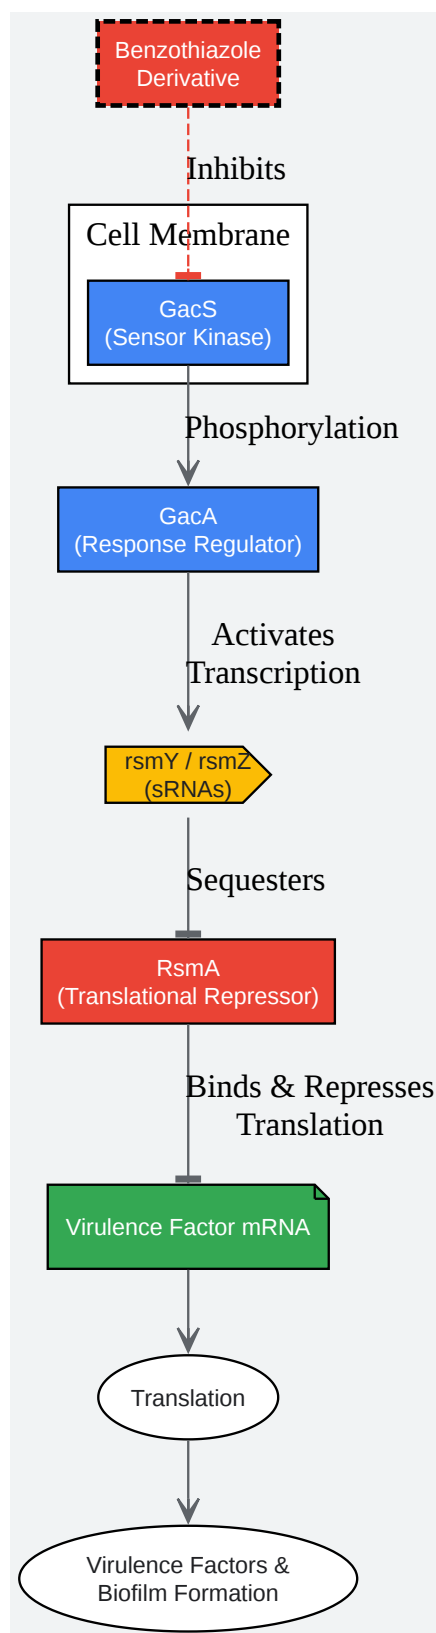 Benzothiazole
Derivative
Inhibits
Cell Membrane
GacS
(Sensor Kinase)
Phosphorylation
GacA
(Response Regulator)
Activates
Transcription
rsmY / rsmZ
(sRNAs)
Sequesters
RsmA
(Translational Repressor)
Binds & Represses
Translation
Virulence Factor mRNA
Translation
Virulence Factors &
Biofilm Formation